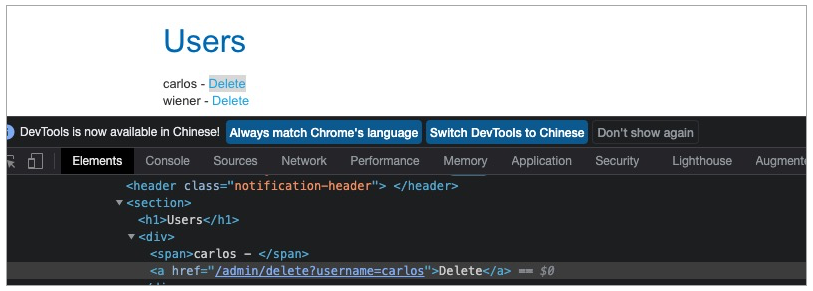 Users
carlos - Delete
wiener - Delete
DevTools is now available in Chinese! Always match Chrome's language Switch DevTools to Chinese Don't show again
Elements Console Sources Network Performance Memory Application Security Lighthouse Augmente
<header class="notification-header"> </header>
▼<section>
<h1>Users</h1>
▼<div>
<span>carlos - </span>
<a href="/admin/delete?username=carlos">Delete</a> == $0